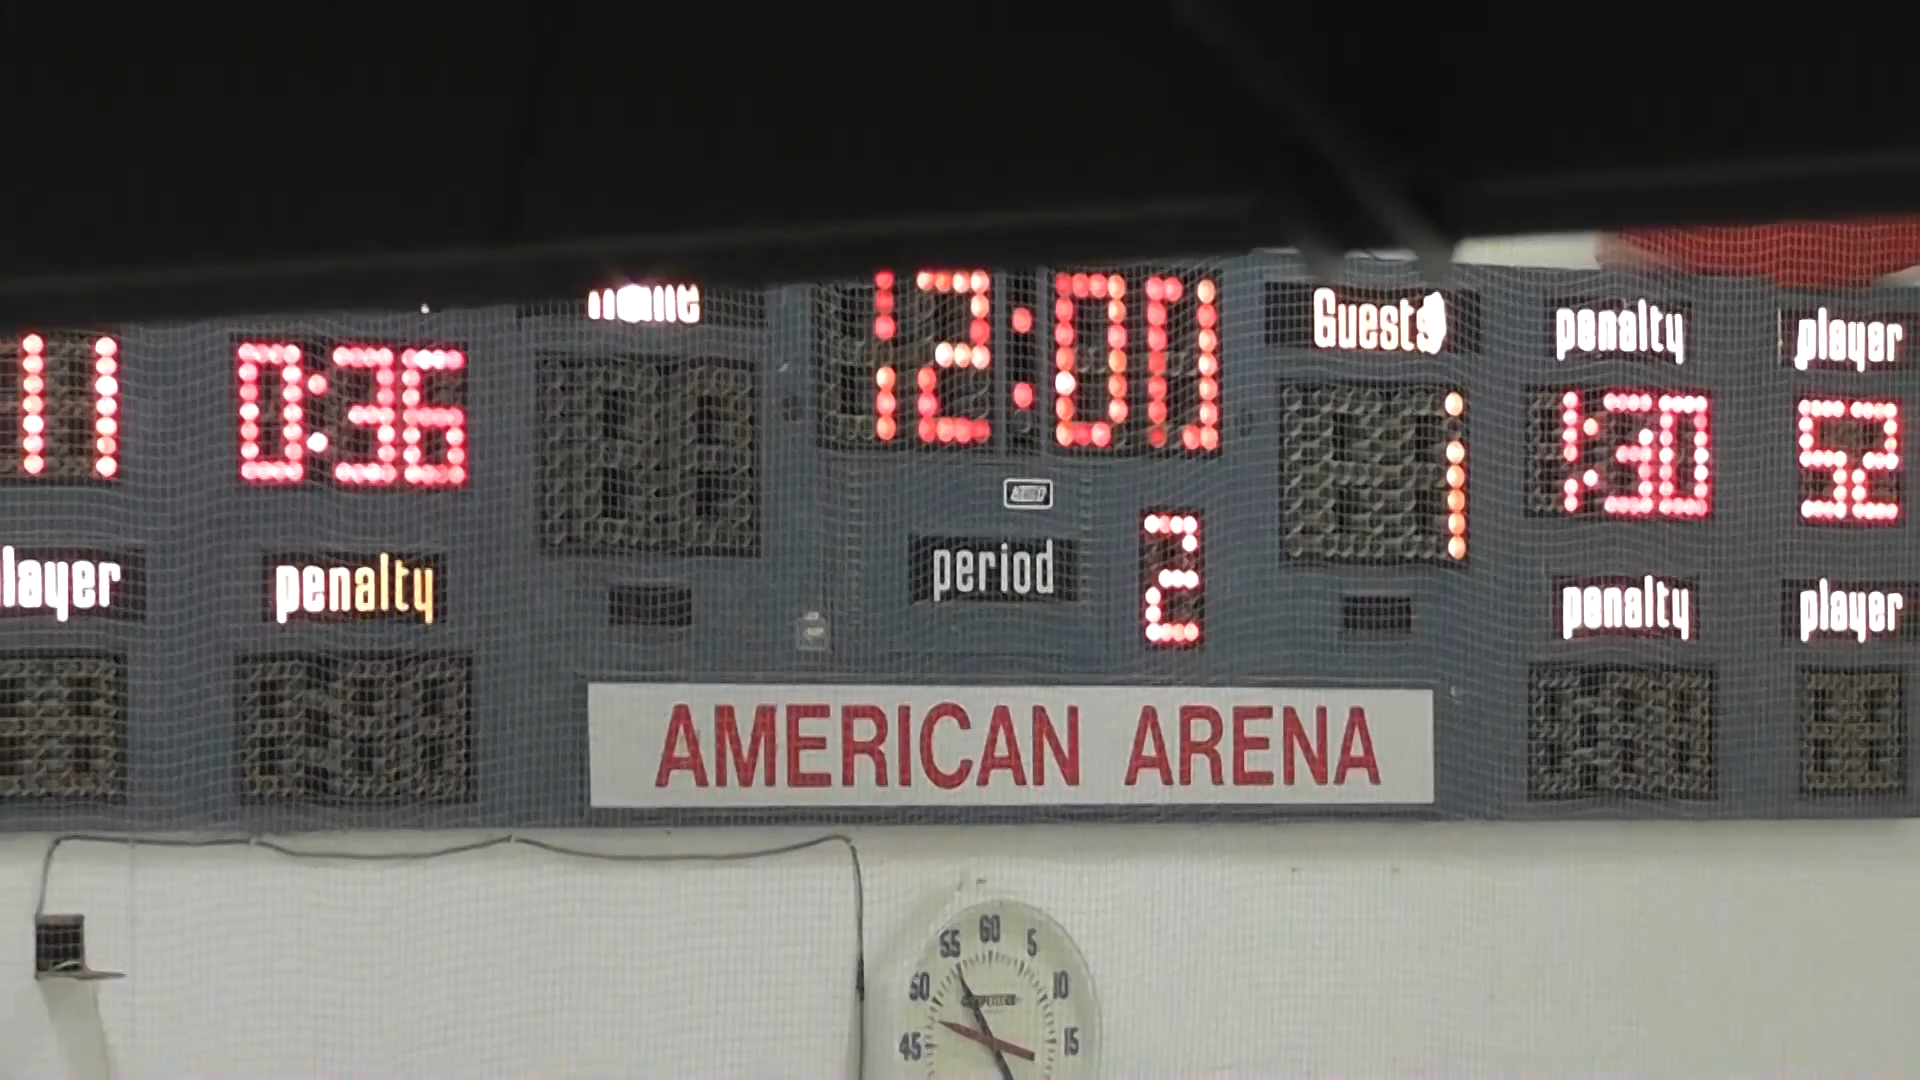 Home 12:00 Guests penalty player
11 0:36 1 1:30 52
player penalty period 2 penalty player
AMERICAN ARENA
60
55 5
50 10
45 15